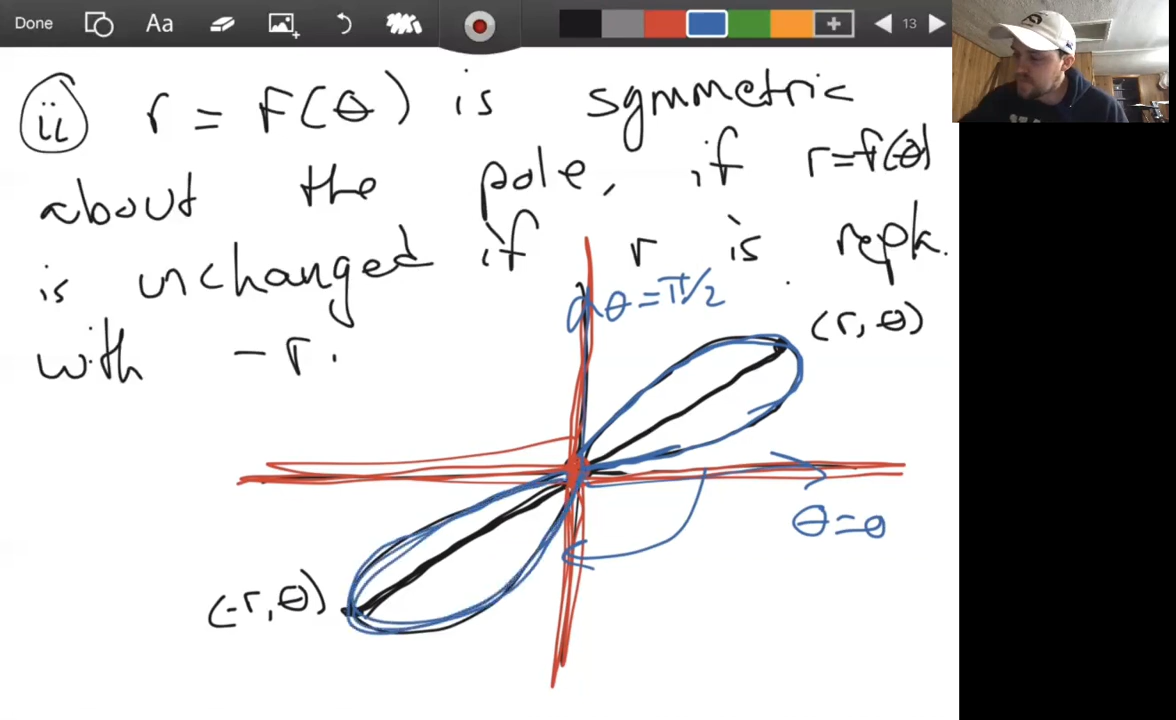 Done Aa 13
ii r = F(θ) is symmetric
about the pole, if r=f(θ)
is unchanged if r is repl.
with -r.
θ=π/2
(r, θ)
θ=0
(-r, θ)